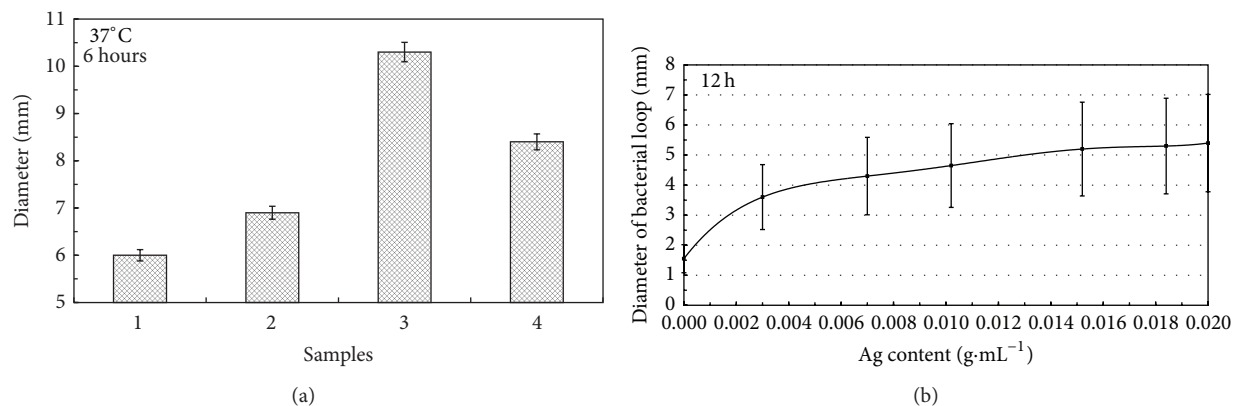 11
10
9
8
7
6
5
Diameter (mm)
37°C
6 hours
1 2 3 4
Samples
(a)
8
7
6
5
4
3
2
1
0
Diameter of bacterial loop (mm)
12 h
0.000 0.002 0.004 0.006 0.008 0.010 0.012 0.014 0.016 0.018 0.020
Ag content (g·mL⁻¹)
(b)